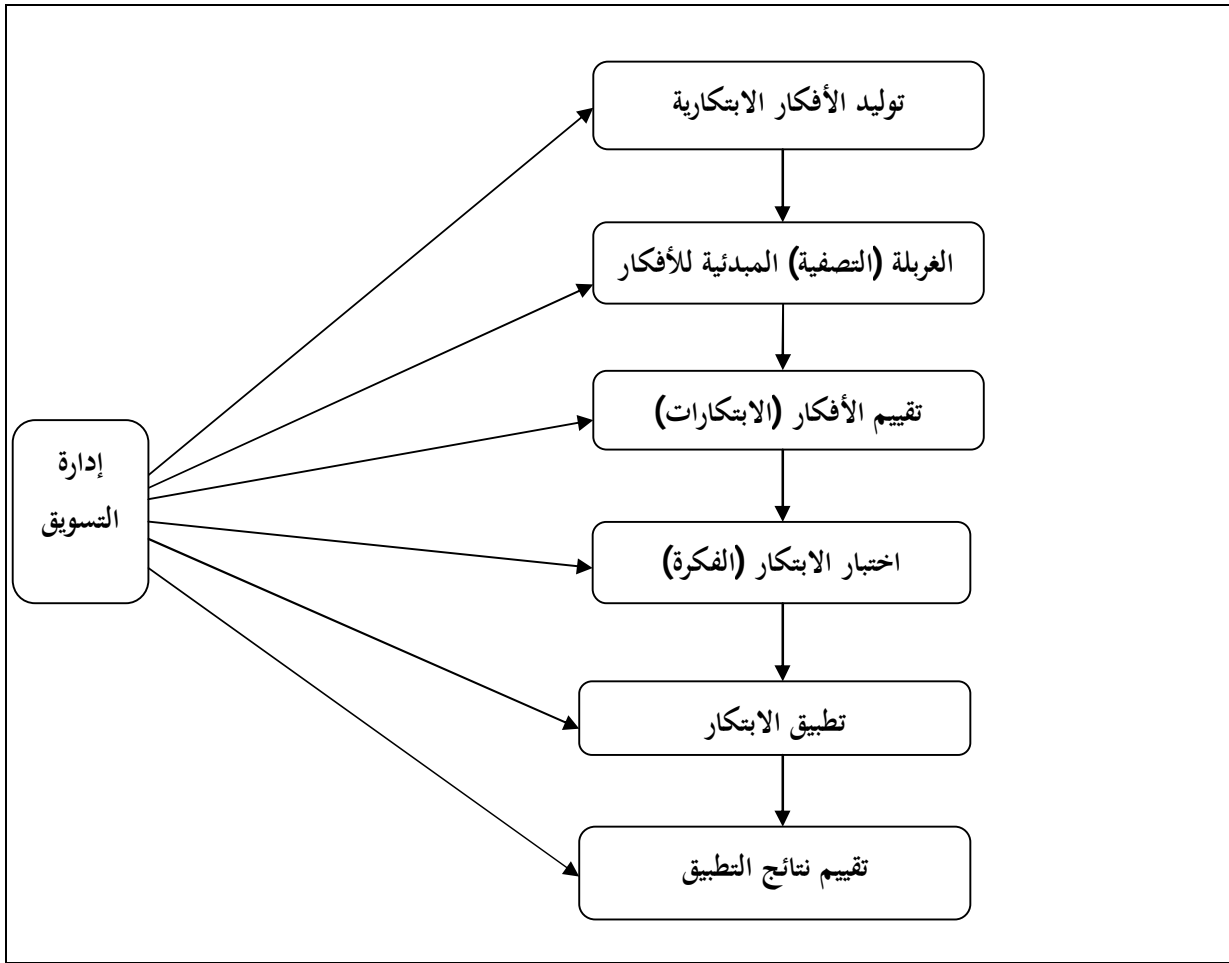 توليد الأفكار الابتكارية
الغربلة (التصفية) المبدئية للأفكار
تقييم الأفكار (الابتكارات)
إدارة
التسويق
اختبار الابتكار (الفكرة)
تطبيق الابتكار
تقييم نتائج التطبيق